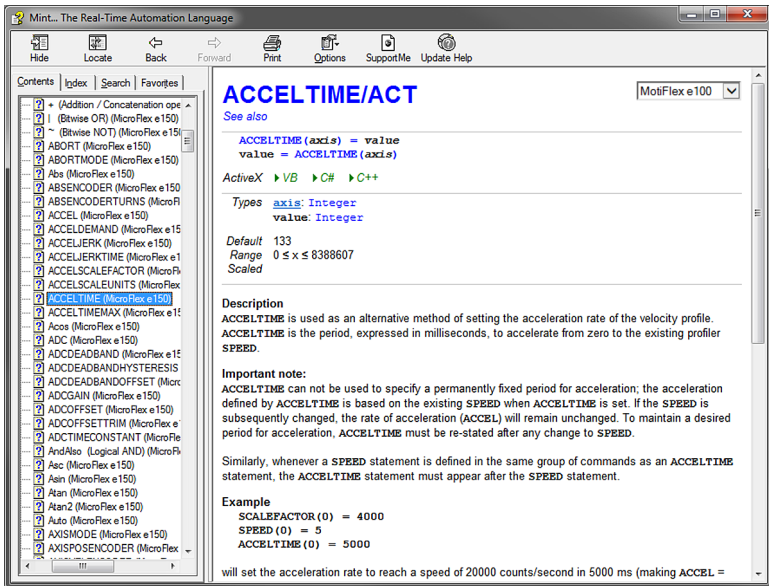 Mint... The Real-Time Automation Language
Hide Locate Back Forward Print Options SupportMe Update Help
Contents Index Search Favorites
+ (Addition / Concatenation ope
| (Bitwise OR) (MicroFlex e150)
~ (Bitwise NOT) (MicroFlex e150
ABORT (MicroFlex e150)
ABORTMODE (MicroFlex e150)
Abs (MicroFlex e150)
ABSENCODER (MicroFlex e150
ABSENCODERTURNS (MicroFl
ACCEL (MicroFlex e150)
ACCELDEMAND (MicroFlex e15
ACCELJERK (MicroFlex e150)
ACCELJERKTIME (MicroFlex e1
ACCELSCALEFACTOR (MicroFl
ACCELSCALEUNITS (MicroFlex
ACCELTIME (MicroFlex e150)
ACCELTIMEMAX (MicroFlex e15
Acos (MicroFlex e150)
ADC (MicroFlex e150)
ADCDEADBAND (MicroFlex e15
ADCDEADBANDHYSTERESIS
ADCDEADBANDOFFSET (Micro
ADCGAIN (MicroFlex e150)
ADCOFFSET (MicroFlex e150)
ADCOFFSETTRIM (MicroFlex e
ADCTIMECONSTANT (MicroFle
AndAlso (Logical AND) (MicroFl
Asc (MicroFlex e150)
Asin (MicroFlex e150)
Atan (MicroFlex e150)
Atan2 (MicroFlex e150)
Auto (MicroFlex e150)
AXISMODE (MicroFlex e150)
AXISPOSENCODER (MicroFlex
ACCELTIME/ACT
MotiFlex e100
See also
ACCELTIME(axis) = value
value = ACCELTIME(axis)
ActiveX VB C# C++
Types axis: Integer
value: Integer
Default 133
Range 0 ≤ x ≤ 8388607
Scaled
Description
ACCELTIME is used as an alternative method of setting the acceleration rate of the velocity profile.
ACCELTIME is the period, expressed in milliseconds, to accelerate from zero to the existing profiler
SPEED.
Important note:
ACCELTIME can not be used to specify a permanently fixed period for acceleration; the acceleration
defined by ACCELTIME is based on the existing SPEED when ACCELTIME is set. If the SPEED is
subsequently changed, the rate of acceleration (ACCEL) will remain unchanged. To maintain a desired
period for acceleration, ACCELTIME must be re-stated after any change to SPEED.
Similarly, whenever a SPEED statement is defined in the same group of commands as an ACCELTIME
statement, the ACCELTIME statement must appear after the SPEED statement.
Example
SCALEFACTOR(0) = 4000
SPEED(0) = 5
ACCELTIME(0) = 5000
will set the acceleration rate to reach a speed of 20000 counts/second in 5000 ms (making ACCEL =